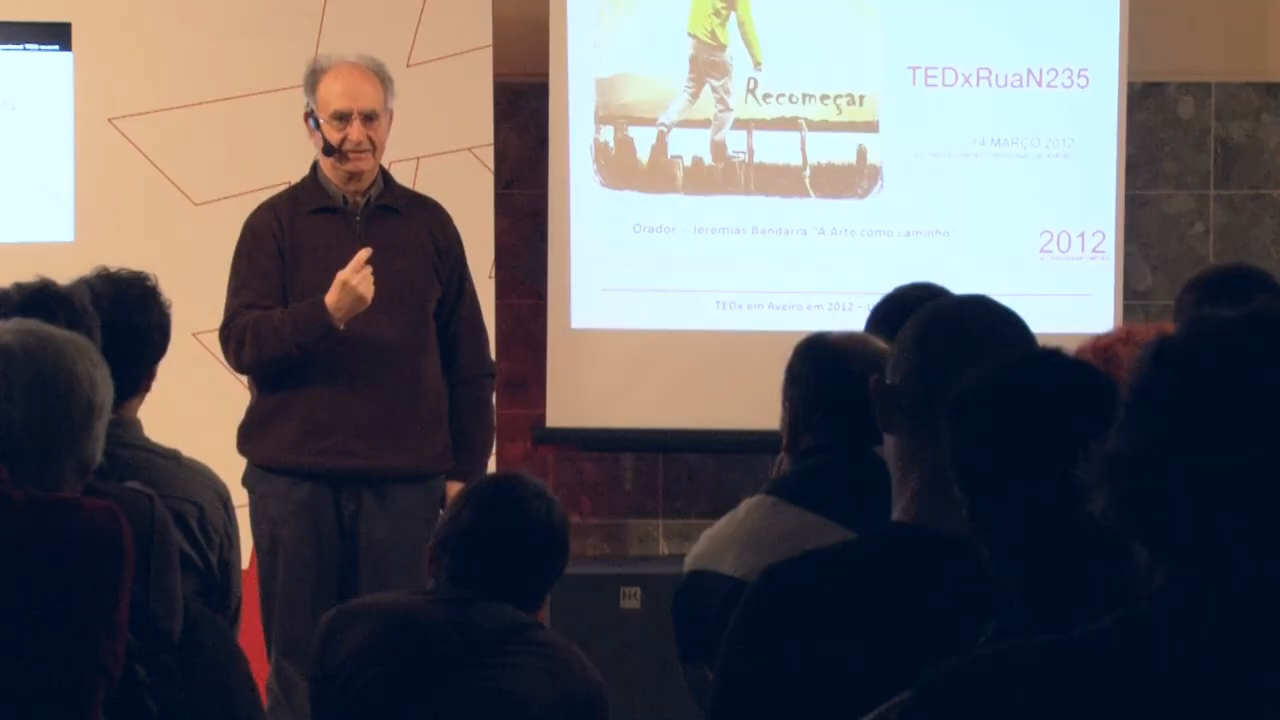 Recomeçar
TEDxRuaN235
14 MARÇO 2012
Orador - Jeremias Bandarra "A Arte como caminho"
2012
TEDx em Aveiro em 2012 –